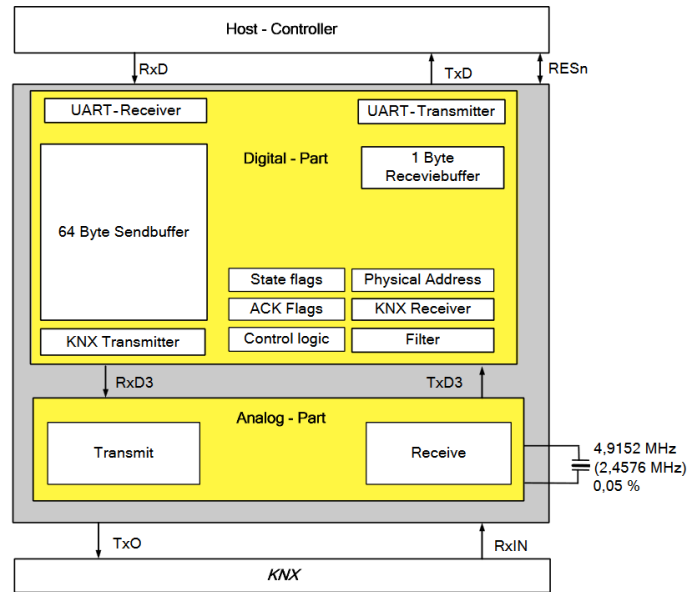 Host - Controller
RxD
TxD
RESn
UART-Receiver
UART-Transmitter
Digital - Part
1 Byte
Receviebuffer
64 Byte Sendbuffer
State flags
Physical Address
ACK Flags
KNX Receiver
KNX Transmitter
Control logic
Filter
RxD3
TxD3
Analog - Part
Transmit
Receive
4,9152 MHz
(2,4576 MHz)
0,05 %
TxO
RxIN
KNX